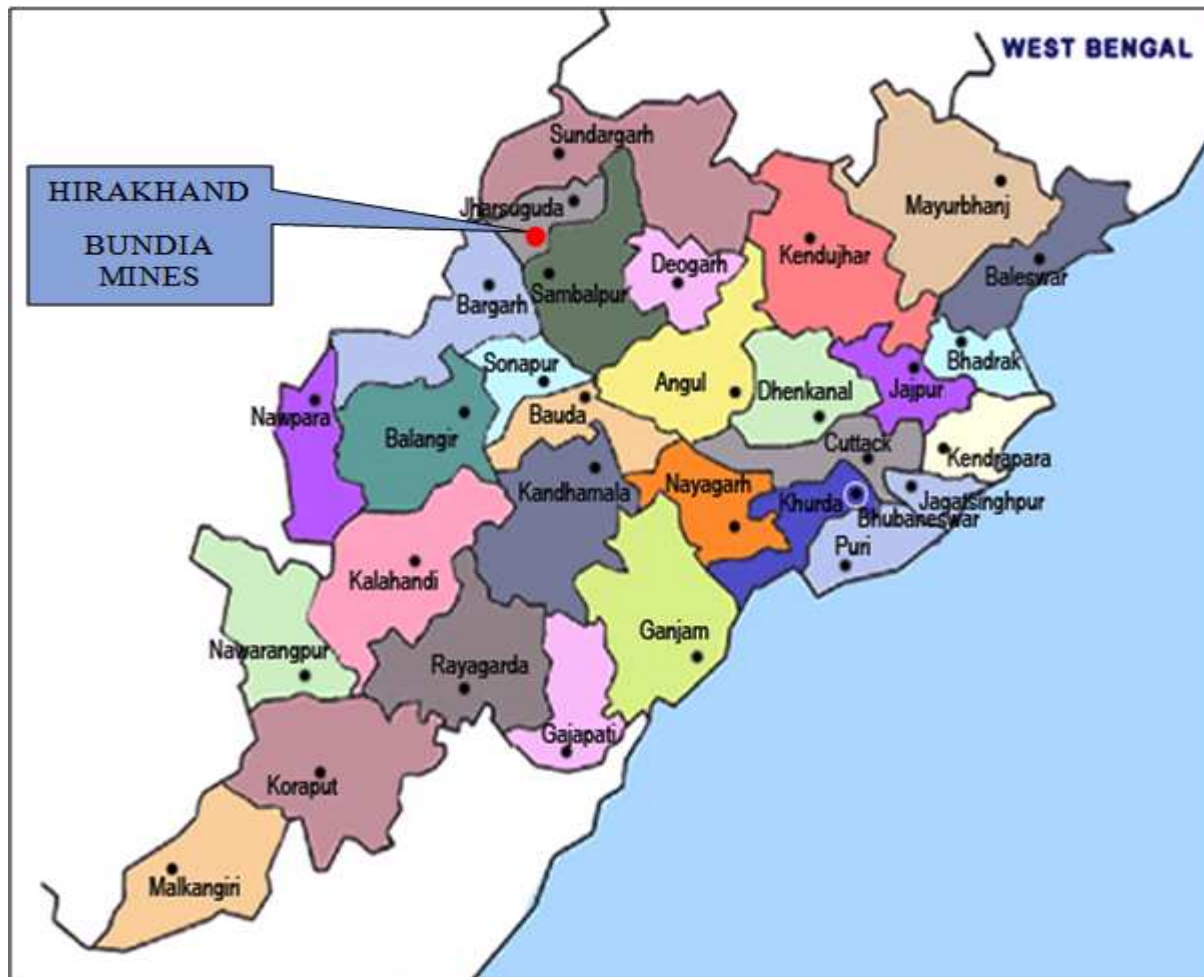 WEST BENGAL
Sundargarh
HIRAKHAND
BUNDIA
MINES
Jharsuguda
Mayurbhanj
Kendujhar
Deogarh
Baleswar
Sambalpur
Bargarh
Bhadrak
Sonapur
Angul
Dhenkanal
Jajpur
Nawpara
Bauda
Balangir
Cuttack
Kendrapara
Kandhamala
Nayagarh
Khurda
Jagatsinghpur
Bhubaneswar
Puri
Kalahandi
Ganjam
Nawarangpur
Rayagarda
Gajapati
Koraput
Malkangiri